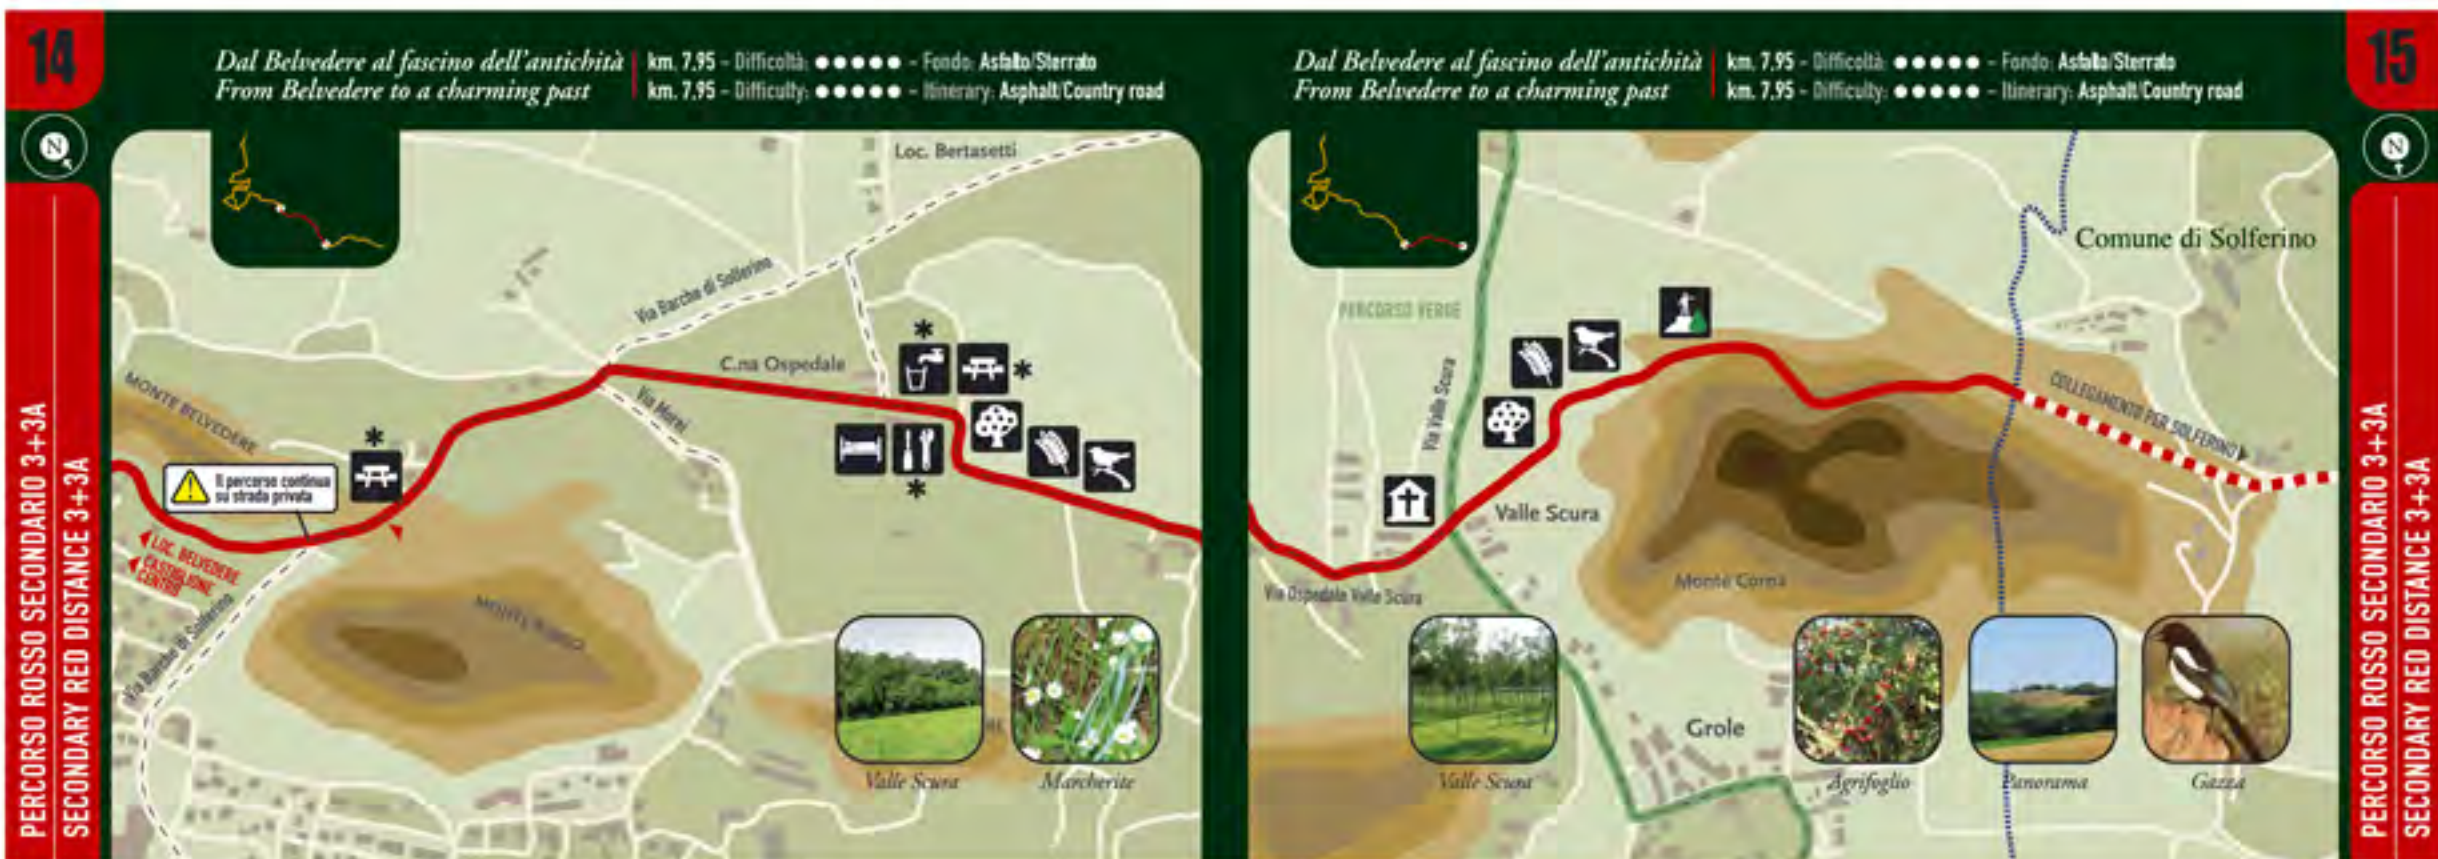 14
Dal Belvedere al fascino dell'antichità
From Belvedere to a charming past
km. 7,95 - Difficoltà: ●●●●● - Fondo: Asfalto/Sterrato
km. 7,95 - Difficulty: ●●●●● - Itinerary: Asphalt/Country road
N
PERCORSO ROSSO SECONDARIO 3+3A
SECONDARY RED DISTANCE 3+3A
Loc. Bertasetti
Via Barche di Solferino
C.na Ospedale
MONTE BELVEDERE
Il percorso continua
su strada privata
LOC. BELVEDERE
CASTIGLIONE
CENTRO
Via Barche di Solferino
Valle Scura
Marcherite
15
Dal Belvedere al fascino dell'antichità
From Belvedere to a charming past
km. 7,95 - Difficoltà: ●●●●● - Fondo: Asfalto/Sterrato
km. 7,95 - Difficulty: ●●●●● - Itinerary: Asphalt/Country road
N
PERCORSO ROSSO SECONDARIO 3+3A
SECONDARY RED DISTANCE 3+3A
Comune di Solferino
PERCORSO VERDE
Via Valle Scura
COLLEGAMENTO PER SOLFERINO
Valle Scura
Monte Corna
Via Ospedale Valle Scura
Grole
Valle Scura
Agrifoglio
Panorama
Gazza